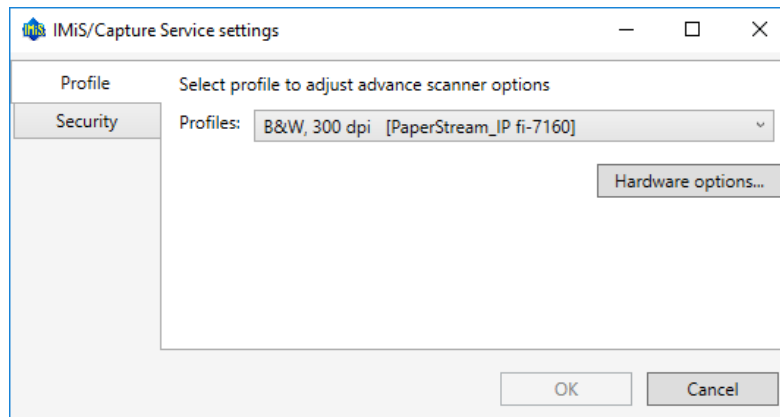 IMiS IMiS/Capture Service settings
Profile
Security
Select profile to adjust advance scanner options
Profiles: B&W, 300 dpi [PaperStream_IP fi-7160]
Hardware options...
OK Cancel